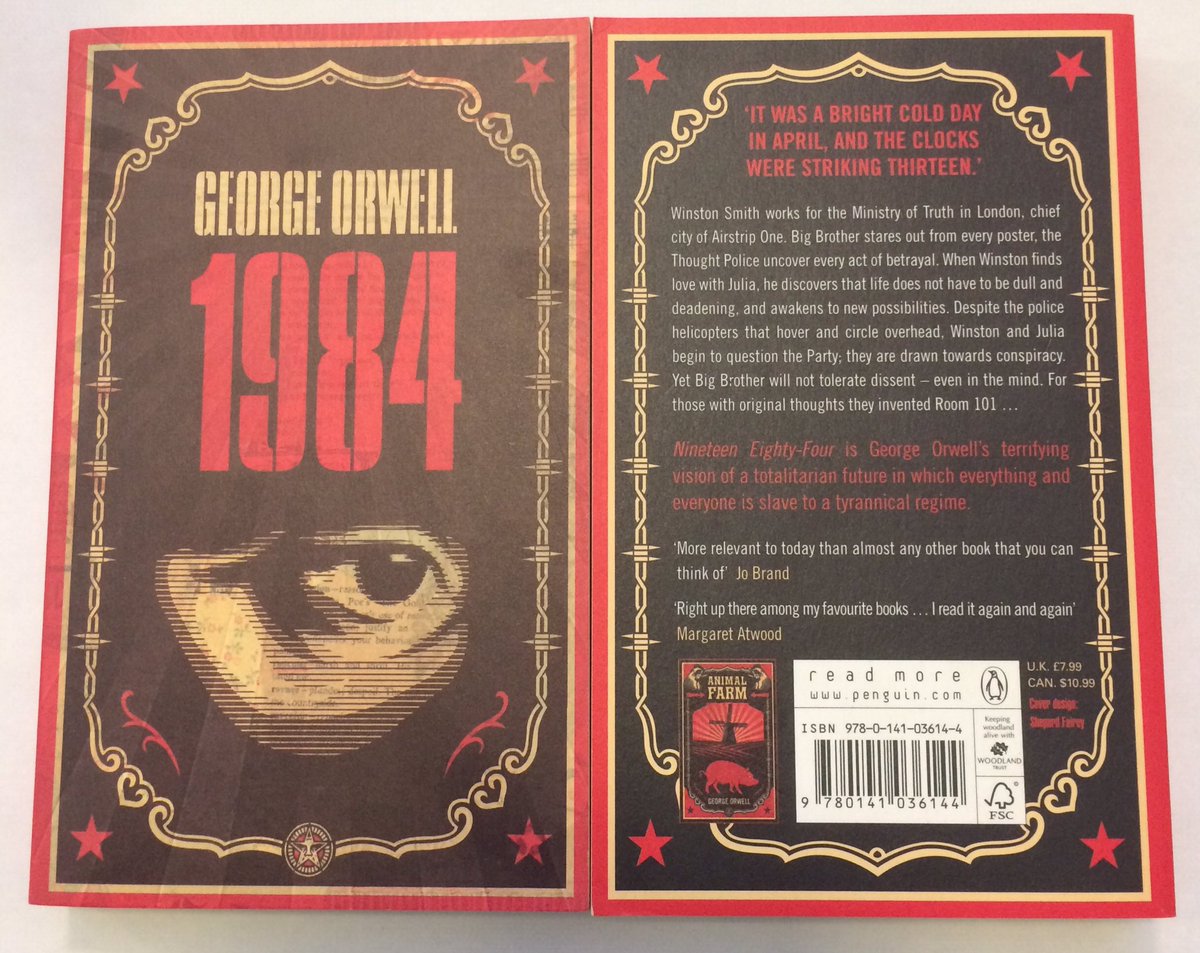 GEORGE ORWELL
1984
'IT WAS A BRIGHT COLD DAY
IN APRIL, AND THE CLOCKS
WERE STRIKING THIRTEEN.'
Winston Smith works for the Ministry of Truth in London, chief
city of Airstrip One. Big Brother stares out from every poster, the
Thought Police uncover every act of betrayal. When Winston finds
love with Julia, he discovers that life does not have to be dull and
deadening, and awakens to new possibilities. Despite the police
helicopters that hover and circle overhead, Winston and Julia
begin to question the Party; they are drawn towards conspiracy.
Yet Big Brother will not tolerate dissent – even in the mind. For
those with original thoughts they invented Room 101 …
Nineteen Eighty-Four is George Orwell's terrifying
vision of a totalitarian future in which everything and
everyone is slave to a tyrannical regime.
'More relevant to today than almost any other book that you can
think of' Jo Brand
'Right up there among my favourite books … I read it again and again'
Margaret Atwood
ANIMAL
FARM
GEORGE ORWELL
read more
www.penguin.com
ISBN 978-0-141-03614-4
9 780141 036144
Keeping
woodland
alive with
WOODLAND
TRUST
FSC
U.K. £7.99
CAN. $10.99
Cover design:
Shepard Fairey